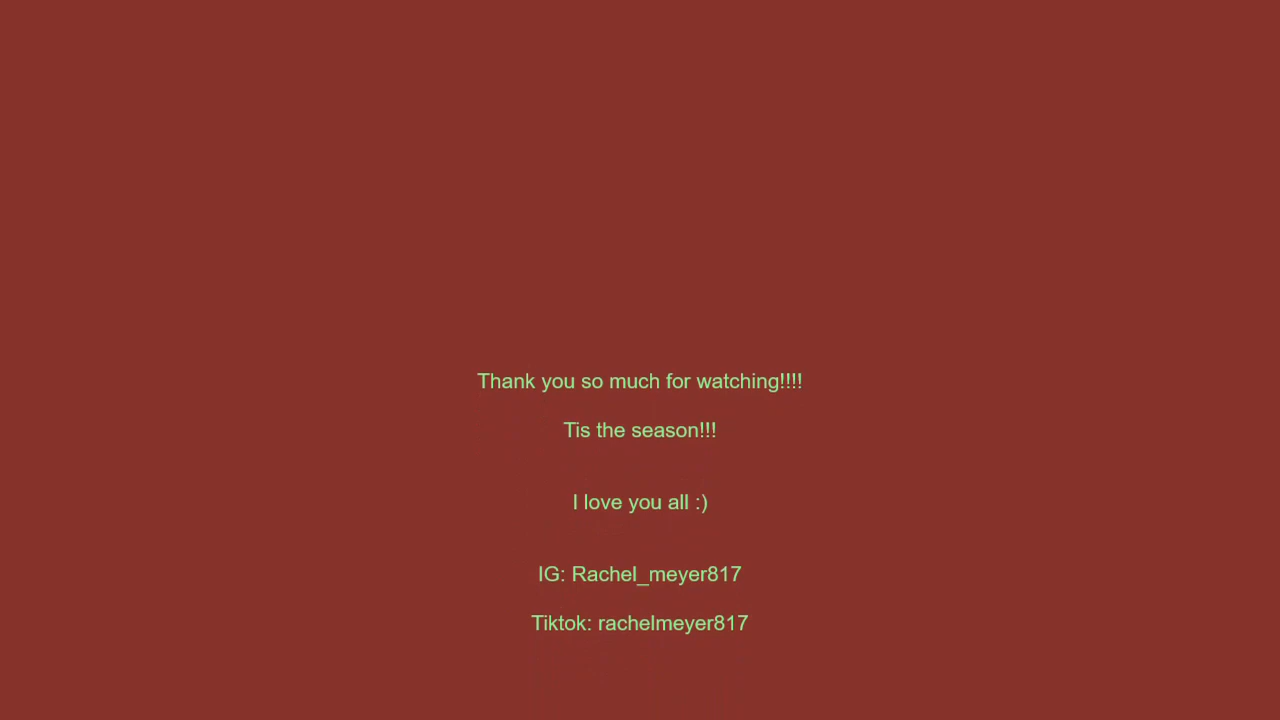 Thank you so much for watching!!!!
Tis the season!!!
I love you all :)
IG: Rachel_meyer817
Tiktok: rachelmeyer817